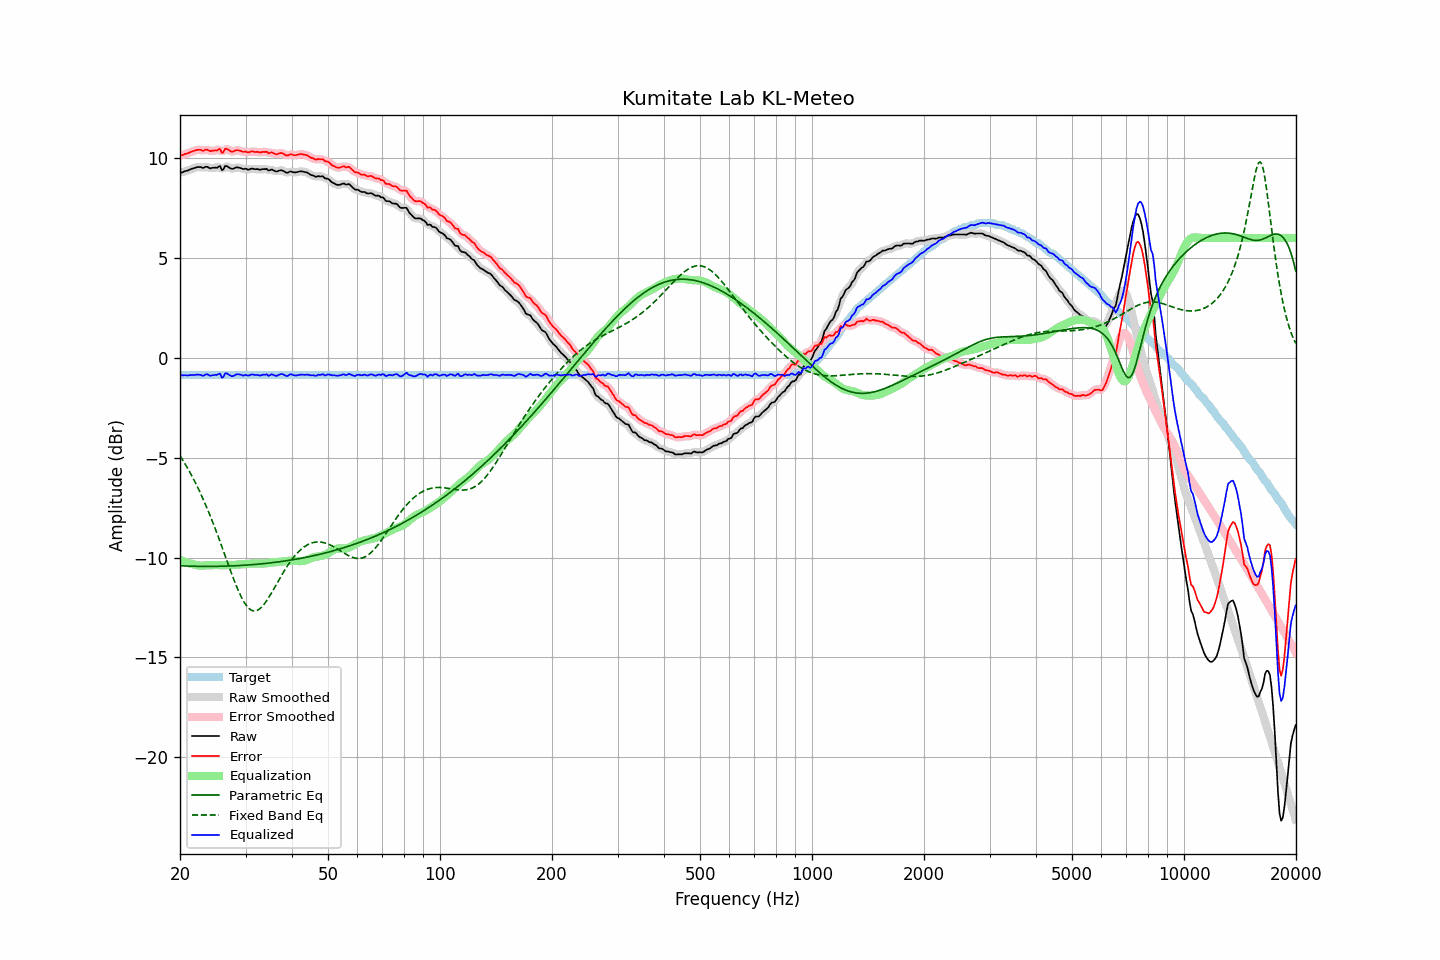 Kumitate Lab KL-Meteo
Amplitude (dBr)
10
5
0
−5
−10
−15
−20
Target
Raw Smoothed
Error Smoothed
Raw
Error
Equalization
Parametric Eq
Fixed Band Eq
Equalized
20 50 100 200 500 1000 2000 5000 10000 20000
Frequency (Hz)